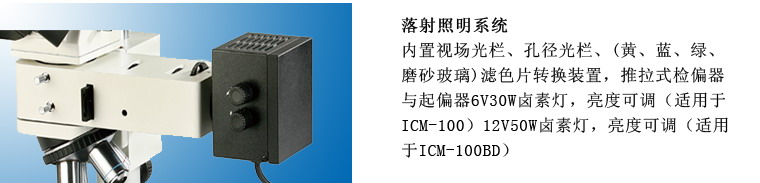 落射照明系统
内置视场光栏、孔径光栏、(黄、蓝、绿、
磨砂玻璃)滤色片转换装置，推拉式检偏器
与起偏器6V30W卤素灯，亮度可调（适用于
ICM-100）12V50W卤素灯，亮度可调（适用
于ICM-100BD）